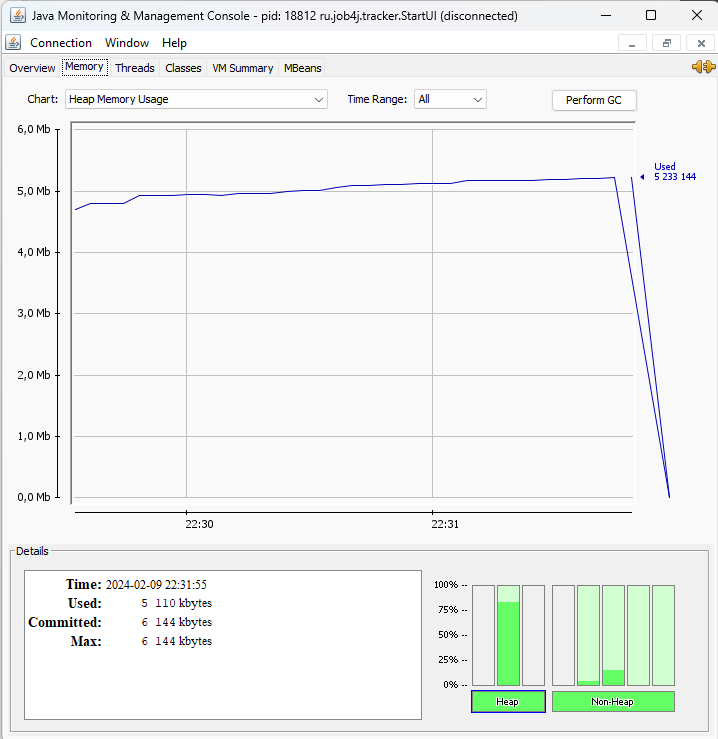 Java Monitoring & Management Console - pid: 18812 ru.job4j.tracker.StartUI (disconnected)
Connection Window Help
Overview Memory Threads Classes VM Summary MBeans
Chart: Heap Memory Usage Time Range: All Perform GC
6,0 Mb
Used
5 233 144
5,0 Mb
4,0 Mb
3,0 Mb
2,0 Mb
1,0 Mb
0,0 Mb
22:30 22:31
Details
Time: 2024-02-09 22:31:55
Used: 5 110 kbytes
Committed: 6 144 kbytes
Max: 6 144 kbytes
100% --
75% --
50% --
25% --
0% --
Heap Non-Heap